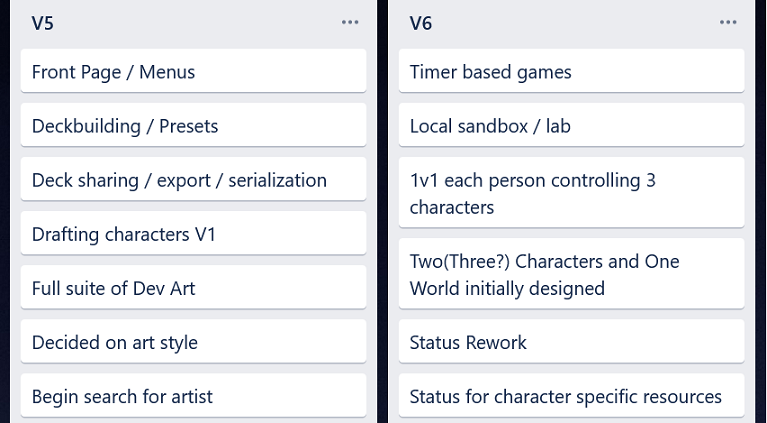 V5
Front Page / Menus
Deckbuilding / Presets
Deck sharing / export / serialization
Drafting characters V1
Full suite of Dev Art
Decided on art style
Begin search for artist
V6
Timer based games
Local sandbox / lab
1v1 each person controlling 3
characters
Two(Three?) Characters and One
World initially designed
Status Rework
Status for character specific resources